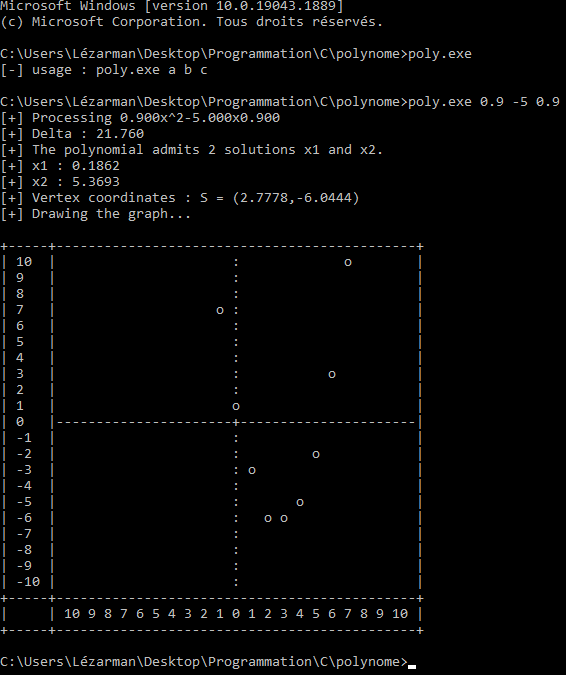 Microsoft Windows [version 10.0.19043.1889]
(c) Microsoft Corporation. Tous droits réservés.
C:\Users\Lézarman\Desktop\Programmation\C\polynome>poly.exe
[-] usage : poly.exe a b c
C:\Users\Lézarman\Desktop\Programmation\C\polynome>poly.exe 0.9 -5 0.9
[+] Processing 0.900x^2-5.000x0.900
[+] Delta : 21.760
[+] The polynomial admits 2 solutions x1 and x2.
[+] x1 : 0.1862
[+] x2 : 5.3693
[+] Vertex coordinates : S = (2.7778,-6.0444)
[+] Drawing the graph...
+-----+---------------------------------------------+
| 10  |                      :             o        |
| 9   |                      :                      |
| 8   |                      :                      |
| 7   |                    o :                      |
| 6   |                      :                      |
| 5   |                      :                      |
| 4   |                      :                      |
| 3   |                      :           o          |
| 2   |                      :                      |
| 1   |                      o                      |
| 0   |----------------------+----------------------|
| -1  |                      :                      |
| -2  |                      :         o            |
| -3  |                      : o                    |
| -4  |                      :                      |
| -5  |                      :       o              |
| -6  |                      :   o o                |
| -7  |                      :                      |
| -8  |                      :                      |
| -9  |                      :                      |
| -10 |                      :                      |
+-----+---------------------------------------------+
|     | 10 9 8 7 6 5 4 3 2 1 0 1 2 3 4 5 6 7 8 9 10 |
+-----+---------------------------------------------+
C:\Users\Lézarman\Desktop\Programmation\C\polynome>_